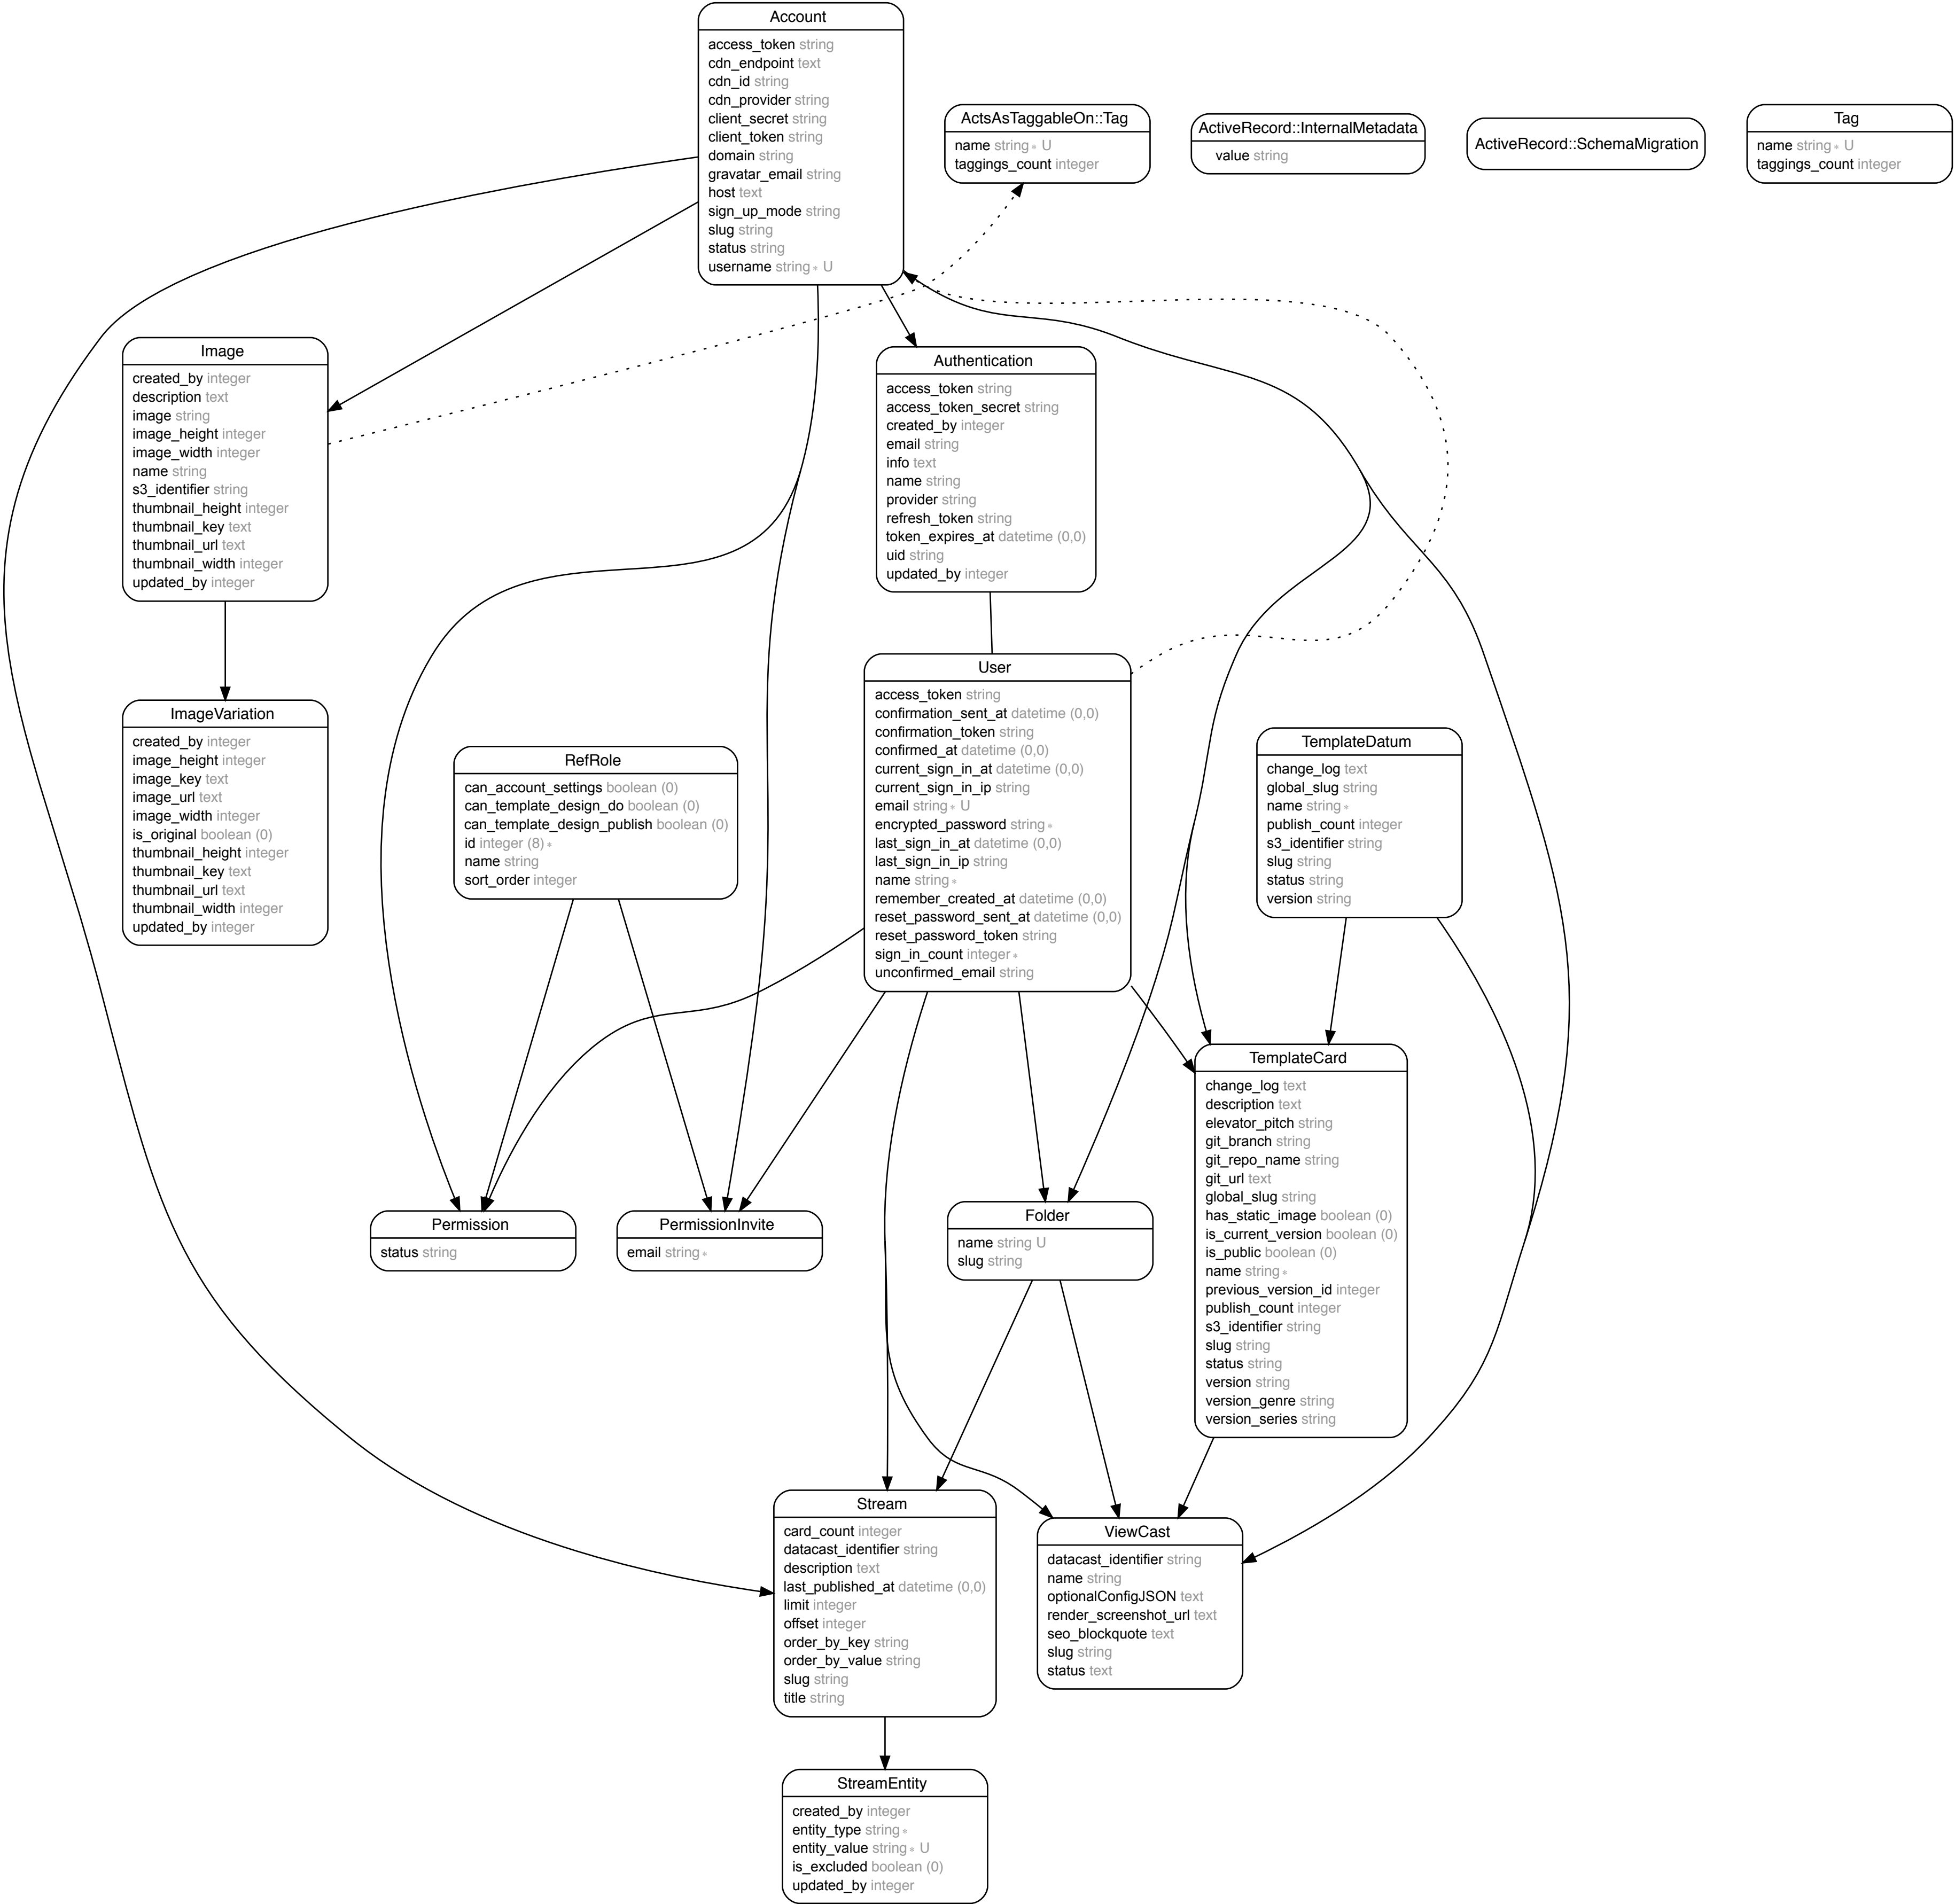 Account
access_token string
cdn_endpoint text
cdn_id string
cdn_provider string
client_secret string
client_token string
domain string
gravatar_email string
host text
sign_up_mode string
slug string
status string
username string * U
ActsAsTaggableOn::Tag
name string * U
taggings_count integer
ActiveRecord::InternalMetadata
value string
ActiveRecord::SchemaMigration
Tag
name string * U
taggings_count integer
Image
created_by integer
description text
image string
image_height integer
image_width integer
name string
s3_identifier string
thumbnail_height integer
thumbnail_key text
thumbnail_url text
thumbnail_width integer
updated_by integer
Authentication
access_token string
access_token_secret string
created_by integer
email string
info text
name string
provider string
refresh_token string
token_expires_at datetime (0,0)
uid string
updated_by integer
ImageVariation
created_by integer
image_height integer
image_key text
image_url text
image_width integer
is_original boolean (0)
thumbnail_height integer
thumbnail_key text
thumbnail_url text
thumbnail_width integer
updated_by integer
RefRole
can_account_settings boolean (0)
can_template_design_do boolean (0)
can_template_design_publish boolean (0)
id integer (8) *
name string
sort_order integer
User
access_token string
confirmation_sent_at datetime (0,0)
confirmation_token string
confirmed_at datetime (0,0)
current_sign_in_at datetime (0,0)
current_sign_in_ip string
email string * U
encrypted_password string *
last_sign_in_at datetime (0,0)
last_sign_in_ip string
name string *
remember_created_at datetime (0,0)
reset_password_sent_at datetime (0,0)
reset_password_token string
sign_in_count integer *
unconfirmed_email string
TemplateDatum
change_log text
global_slug string
name string *
publish_count integer
s3_identifier string
slug string
status string
version string
TemplateCard
change_log text
description text
elevator_pitch string
git_branch string
git_repo_name string
git_url text
global_slug string
has_static_image boolean (0)
is_current_version boolean (0)
is_public boolean (0)
name string *
previous_version_id integer
publish_count integer
s3_identifier string
slug string
status string
version string
version_genre string
version_series string
Permission
status string
PermissionInvite
email string *
Folder
name string U
slug string
Stream
card_count integer
datacast_identifier string
description text
last_published_at datetime (0,0)
limit integer
offset integer
order_by_key string
order_by_value string
slug string
title string
ViewCast
datacast_identifier string
name string
optionalConfigJSON text
render_screenshot_url text
seo_blockquote text
slug string
status text
StreamEntity
created_by integer
entity_type string *
entity_value string * U
is_excluded boolean (0)
updated_by integer